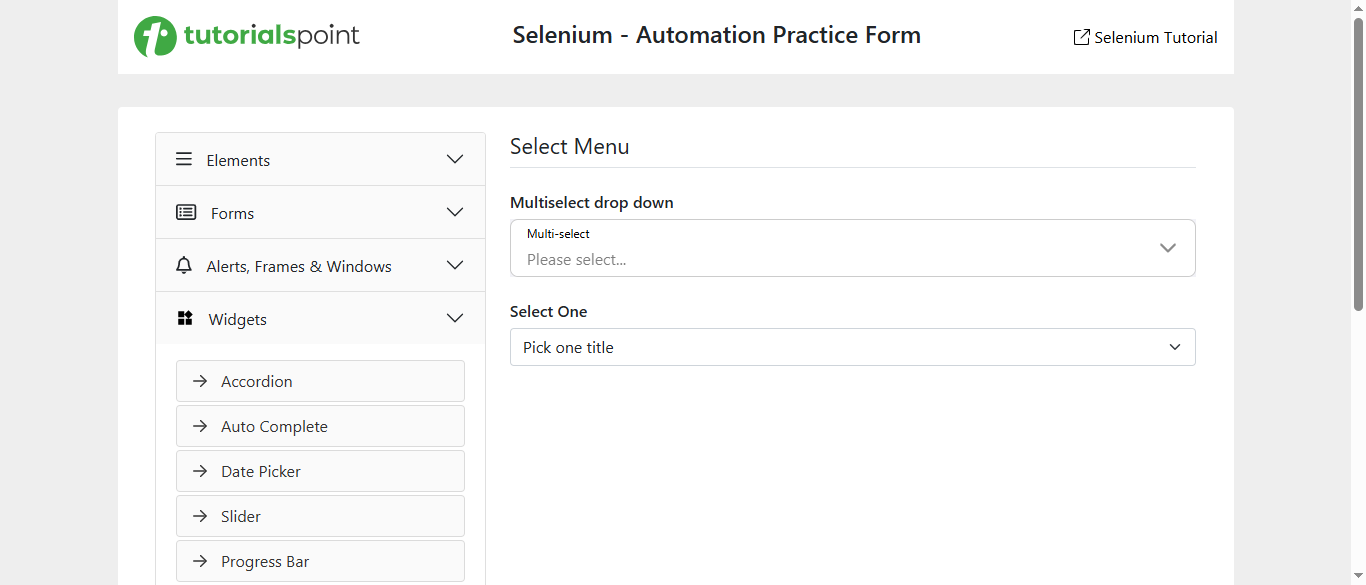 tutorialspoint
Selenium - Automation Practice Form
Selenium Tutorial
Elements
Forms
Alerts, Frames & Windows
Widgets
Accordion
Auto Complete
Date Picker
Slider
Progress Bar
Select Menu
Multiselect drop down
Multi-select
Please select...
Select One
Pick one title